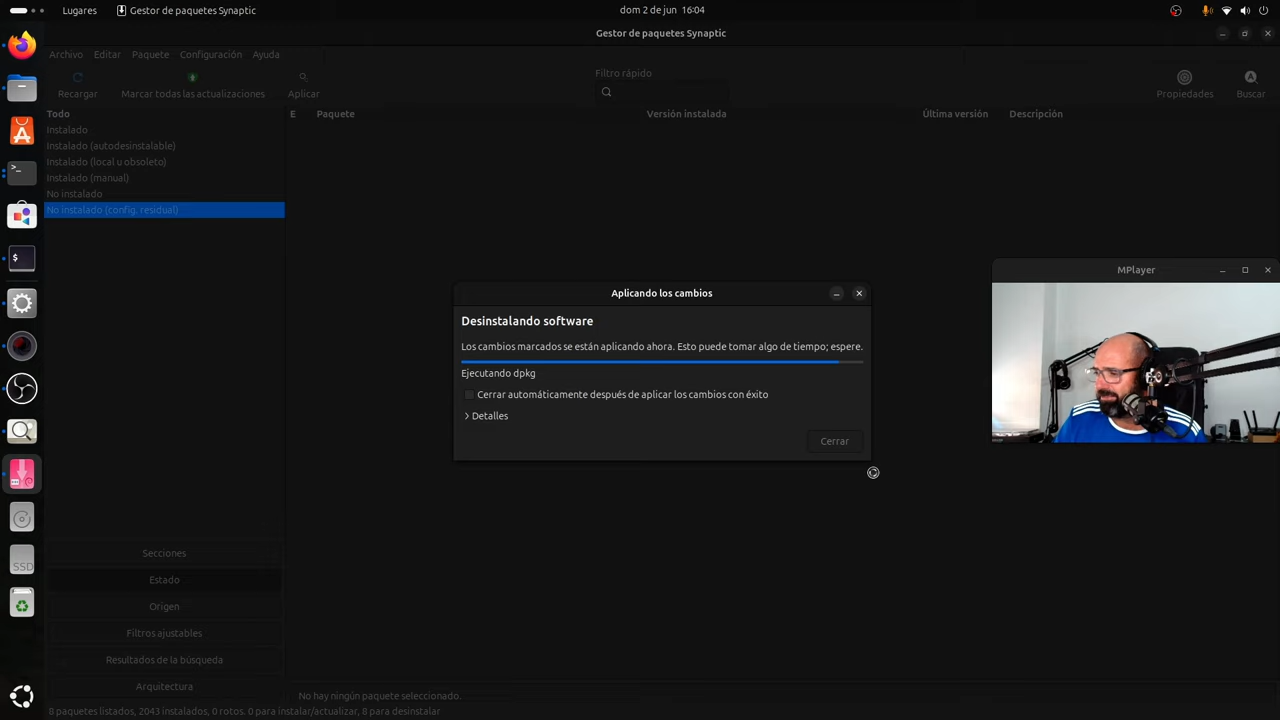 Lugares
Gestor de paquetes Synaptic
dom 2 de jun 16:04
Gestor de paquetes Synaptic
Archivo Editar Paquete Configuración Ayuda
Recargar
Marcar todas las actualizaciones
Aplicar
Filtro rápido
Propiedades
Buscar
Todo
Instalado
Instalado (autodesinstalable)
Instalado (local u obsoleto)
Instalado (manual)
No instalado
No instalado (config. residual)
E Paquete Versión instalada Última versión Descripción
MPlayer
Aplicando los cambios
Desinstalando software
Los cambios marcados se están aplicando ahora. Esto puede tomar algo de tiempo; espere.
Ejecutando dpkg
Cerrar automáticamente después de aplicar los cambios con éxito
Detalles
Cerrar
SSD
Secciones
Estado
Origen
Filtros ajustables
Resultados de la búsqueda
Arquitectura
No hay ningún paquete seleccionado.
8 paquetes listados, 2043 instalados, 0 rotos. 0 para instalar/actualizar, 8 para desinstalar